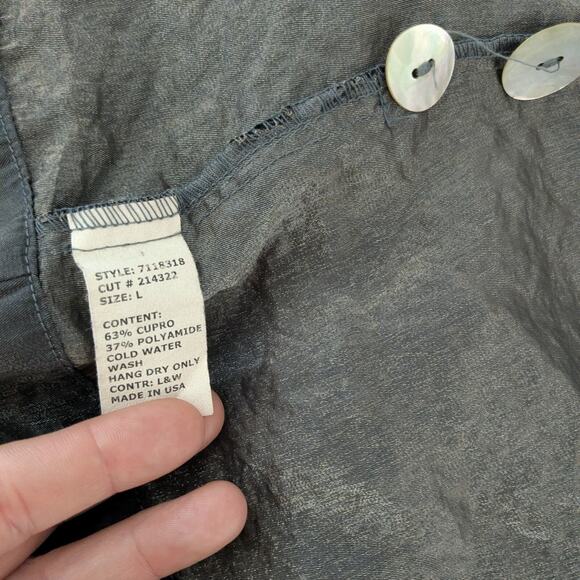 STYLE: 7118318
CUT # 214322
SIZE: L
CONTENT:
63% CUPRO
37% POLYAMIDE
COLD WATER
WASH
HANG DRY ONLY
CONTR: L&W
MADE IN USA